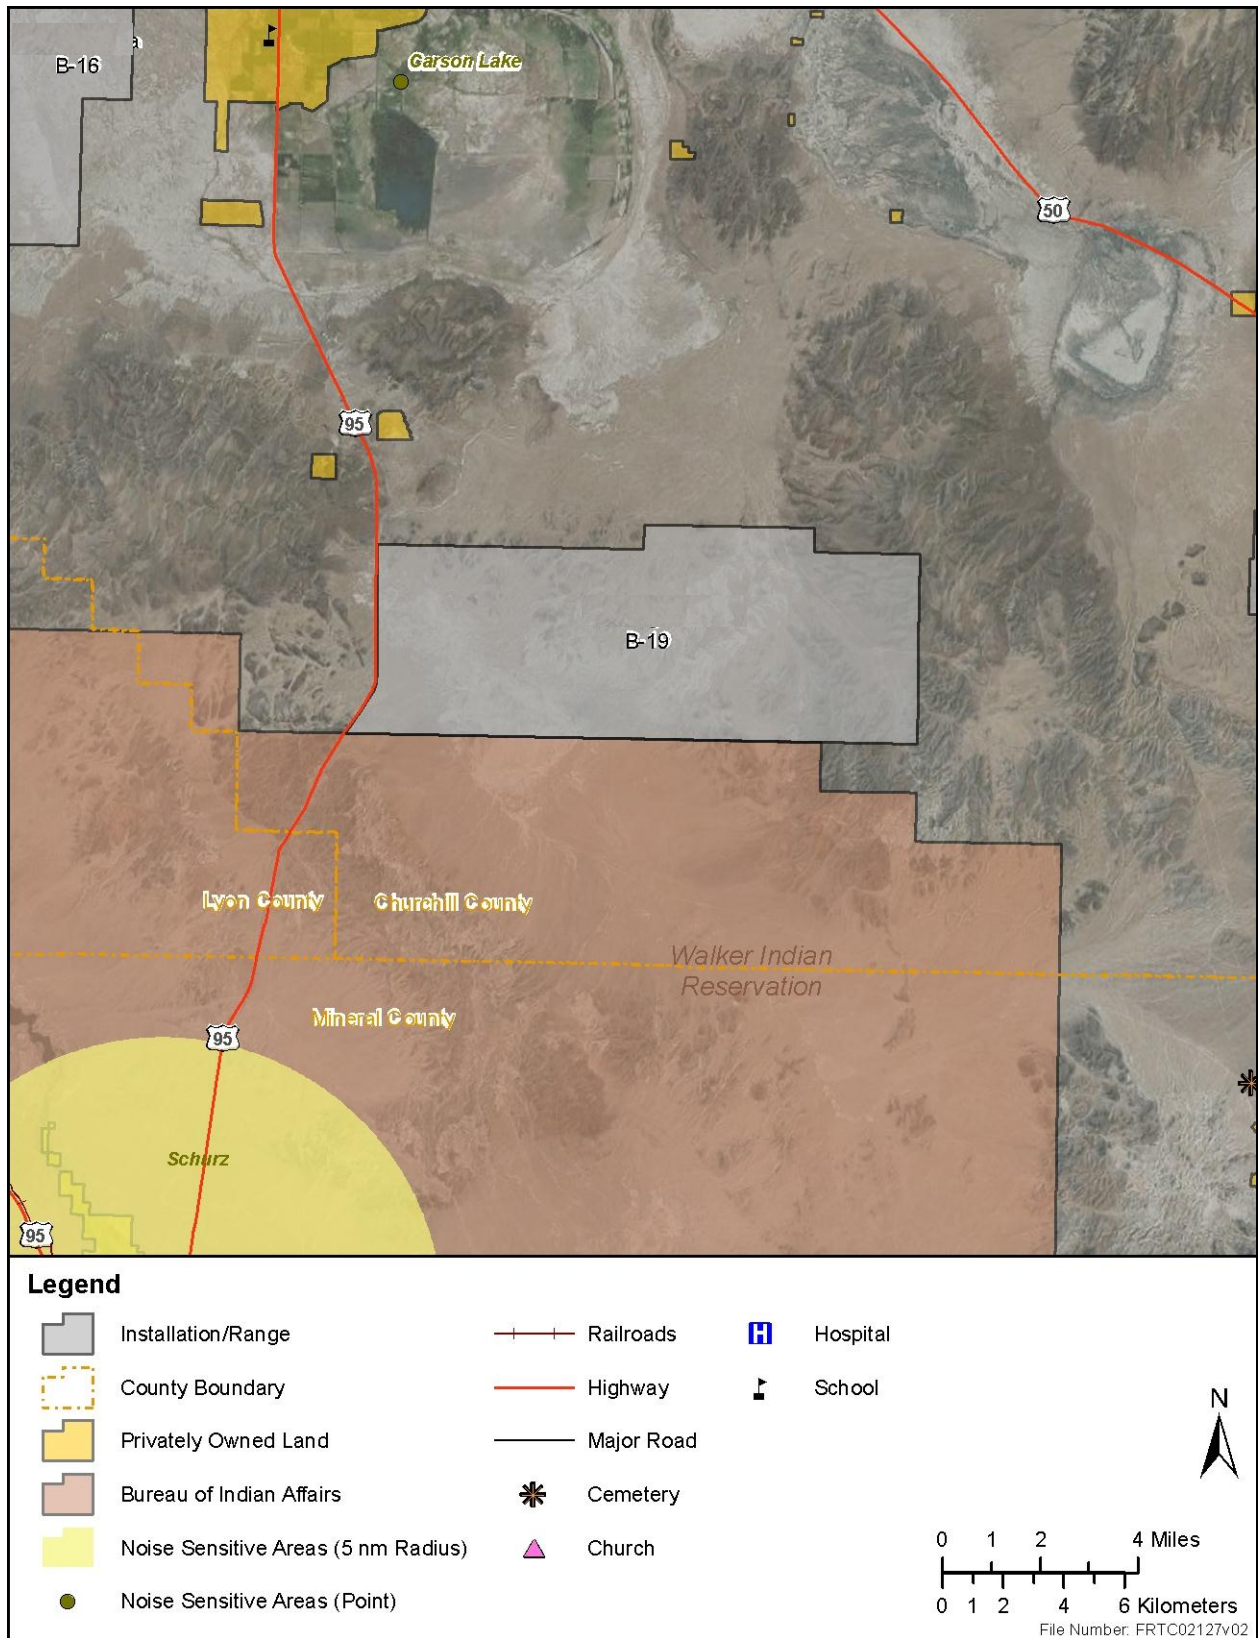 B-16
a
Carson Lake
50
95
B-19
Lyon County
Churchill County
Walker Indian
Reservation
Mineral County
95
Schurz
95
Legend
Installation/Range
County Boundary
Privately Owned Land
Bureau of Indian Affairs
Noise Sensitive Areas (5 nm Radius)
Noise Sensitive Areas (Point)
Railroads
Highway
Major Road
Cemetery
Church
H Hospital
School
N
0 1 2 4 Miles
0 1 2 4 6 Kilometers
File Number: FRTC02127v02